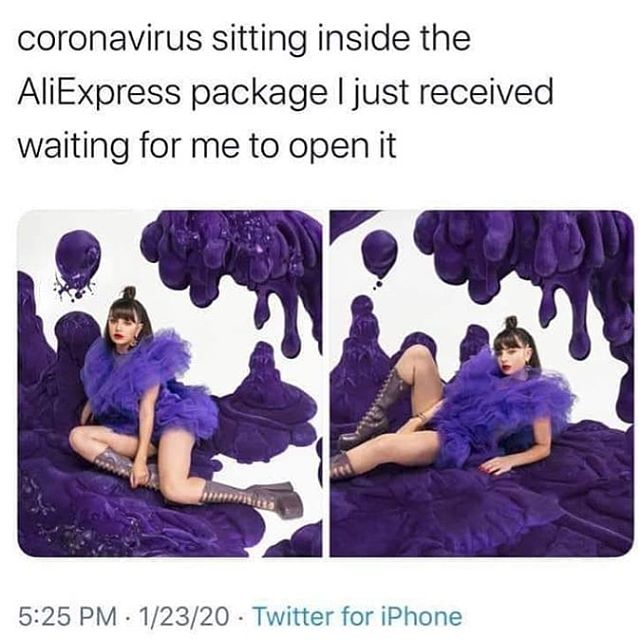 coronavirus sitting inside the
AliExpress package I just received
waiting for me to open it
5:25 PM · 1/23/20 · Twitter for iPhone